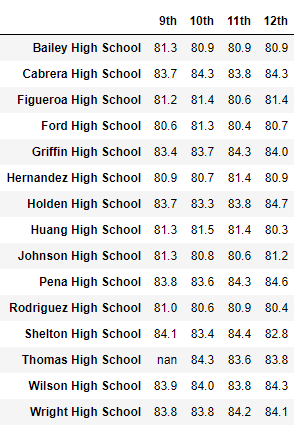 9th 10th 11th 12th
Bailey High School 81.3 80.9 80.9 80.9
Cabrera High School 83.7 84.3 83.8 84.3
Figueroa High School 81.2 81.4 80.6 81.4
Ford High School 80.6 81.3 80.4 80.7
Griffin High School 83.4 83.7 84.3 84.0
Hernandez High School 80.9 80.7 81.4 80.9
Holden High School 83.7 83.3 83.8 84.7
Huang High School 81.3 81.5 81.4 80.3
Johnson High School 81.3 80.8 80.6 81.2
Pena High School 83.8 83.6 84.3 84.6
Rodriguez High School 81.0 80.6 80.9 80.4
Shelton High School 84.1 83.4 84.4 82.8
Thomas High School nan 84.3 83.6 83.8
Wilson High School 83.9 84.0 83.8 84.3
Wright High School 83.8 83.8 84.2 84.1